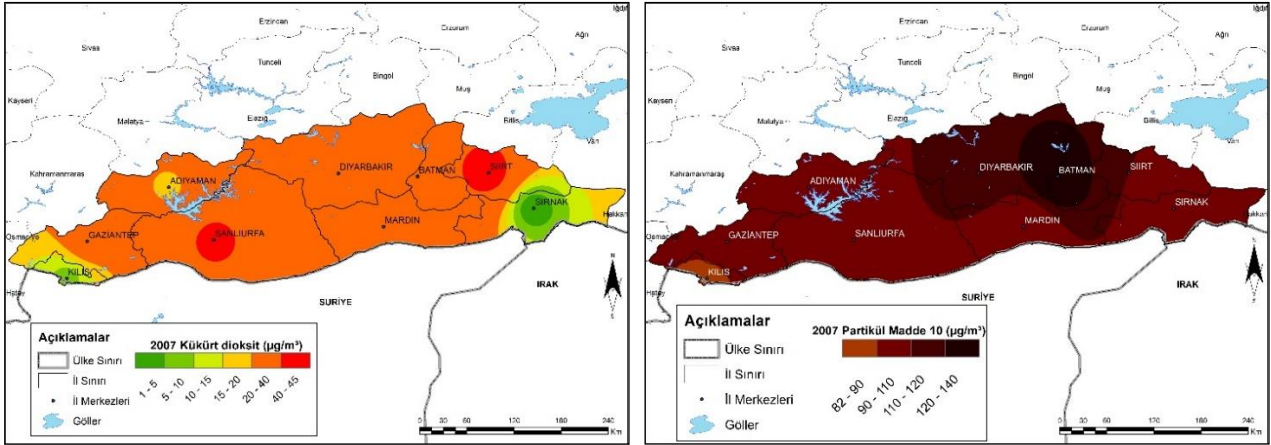 Erzincan
Erzurum
Iğdır
Sivas
Ağrı
Tunceli
Bingöl
Kayseri
Muş
Elazığ
Malatya
Bitlis
Van
Kahramanmaraş
SIIRT
DIYARBAKIR
BATMAN
ADIYAMAN
SIRNAK
Hakkari
MARDIN
Osmaniye
GAZIANTEP
SANLIURFA
KILIS
Hatay
SURİYE
IRAK
N
Açıklamalar
Ülke Sınırı
İl Sınırı
İl Merkezleri
Göller
2007 Kükürt dioksit (µg/m³)
1 - 5
5 - 10
10 - 15
15 - 20
20 - 40
40 - 45
0 30 60 120 180 240
Km
Erzincan
Erzurum
Iğdır
Sivas
Ağrı
Tunceli
Bingöl
Kayseri
Muş
Elazığ
Malatya
Bitlis
Van
Kahramanmaraş
SIIRT
DIYARBAKIR
BATMAN
ADIYAMAN
SIRNAK
Hakkari
MARDIN
Osmaniye
GAZIANTEP
SANLIURFA
KILIS
Hatay
SURİYE
IRAK
N
Açıklamalar
Ülke Sınırı
İl Sınırı
İl Merkezleri
Göller
2007 Partikül Madde 10 (µg/m³)
82 - 90
90 - 110
110 - 120
120 - 140
0 30 60 120 180 240
Km